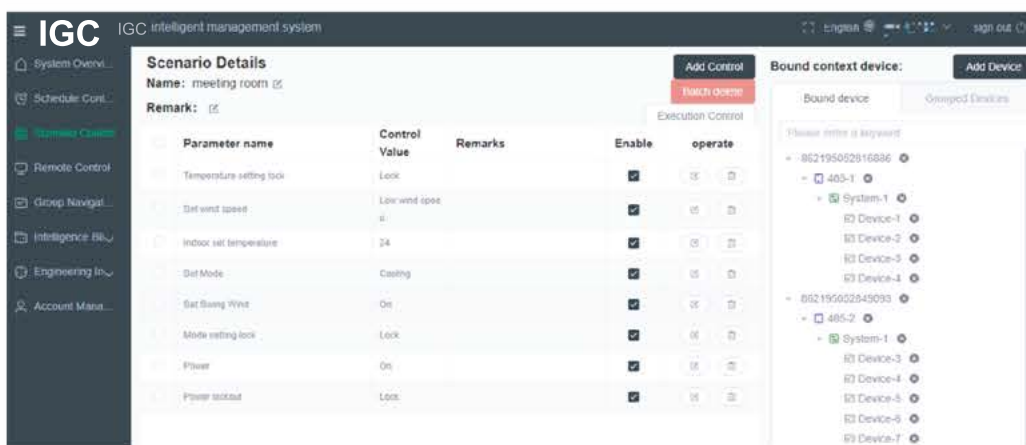 IGC IGC intelligent management system English sign out
System Overvi...
Schedule Cont...
Scenario Control
Remote Control
Group Navigat...
Intelligence Bil...
Engineering In...
Account Mana...
Scenario Details
Name: meeting room
Remark:
Add Control
Batch delete
Execution Control
Parameter name Control Value Remarks Enable operate
Temperature setting lock Lock
Set wind speed Low wind spee
d
Indoor set temperature 24
Set Mode Cooling
Set Swing Wind On
Mode setting lock Lock
Power On
Power lockout Lock
Bound context device: Add Device
Bound device Grouped Devices
Please enter a keyword
862195052816886
405-1
System-1
Device-1
Device-2
Device-3
Device-4
405-2
System-1
Device-3
Device-4
Device-5
Device-6
Device-7